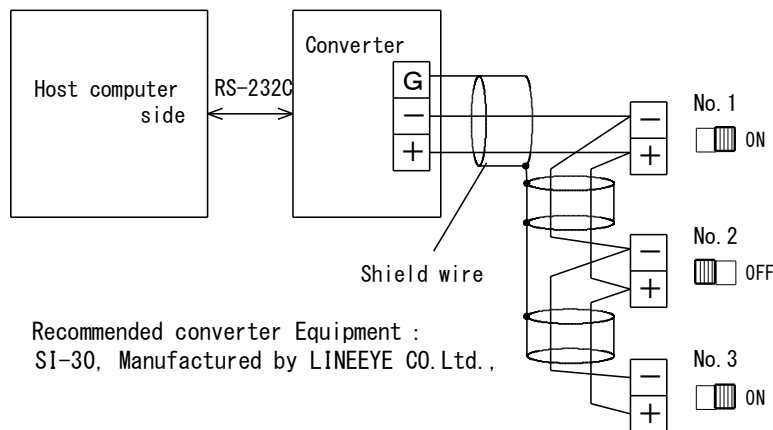 Host computer
side
RS-232C
Converter
G
－
＋
－
＋
No. 1
ON
－
＋
No. 2
OFF
－
＋
No. 3
ON
Shield wire
Recommended converter Equipment :
SI-30, Manufactured by LINEEYE CO. Ltd.,